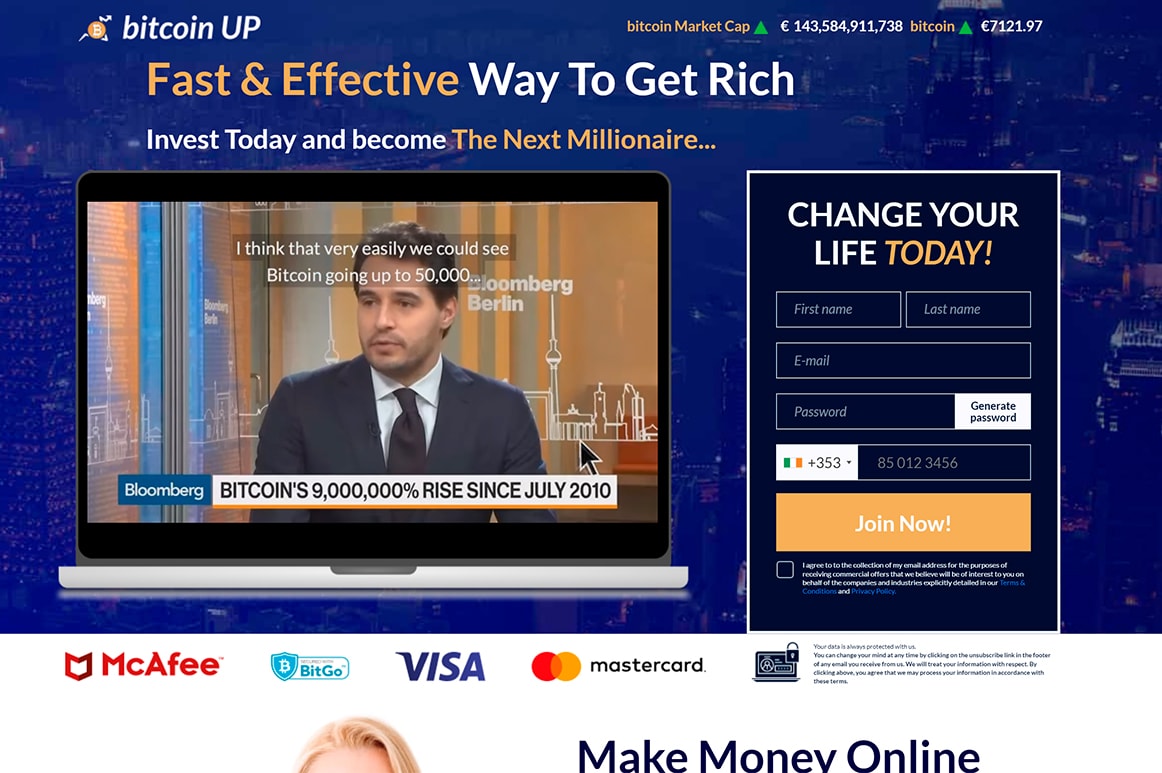 bitcoin UP
bitcoin Market Cap € 143,584,911,738 bitcoin €7121.97
Fast & Effective Way To Get Rich
Invest Today and become The Next Millionaire...
I think that very easily we could see
Bitcoin going up to 50,000...
Bloomberg
Berlin
Bloomberg
Berlin
Bloomberg BITCOIN'S 9,000,000% RISE SINCE JULY 2010
CHANGE YOUR
LIFE TODAY!
First name Last name
E-mail
Password Generate
password
+353 85 012 3456
Join Now!
I agree to to the collection of my email address for the purposes of
receiving commercial offers that we believe will be of interest to you on
behalf of the companies and industries explicitly detailed in our Terms &
Conditions and Privacy Policy.
McAfee™
SECURED WITH
BitGo™
VISA
mastercard.
Your data is always protected with us.
You can change your mind at any time by clicking on the unsubscribe link in the footer
of any email you receive from us. We will treat your information with respect. By
clicking above, you agree that we may process your information in accordance with
these terms.
Make Money Online